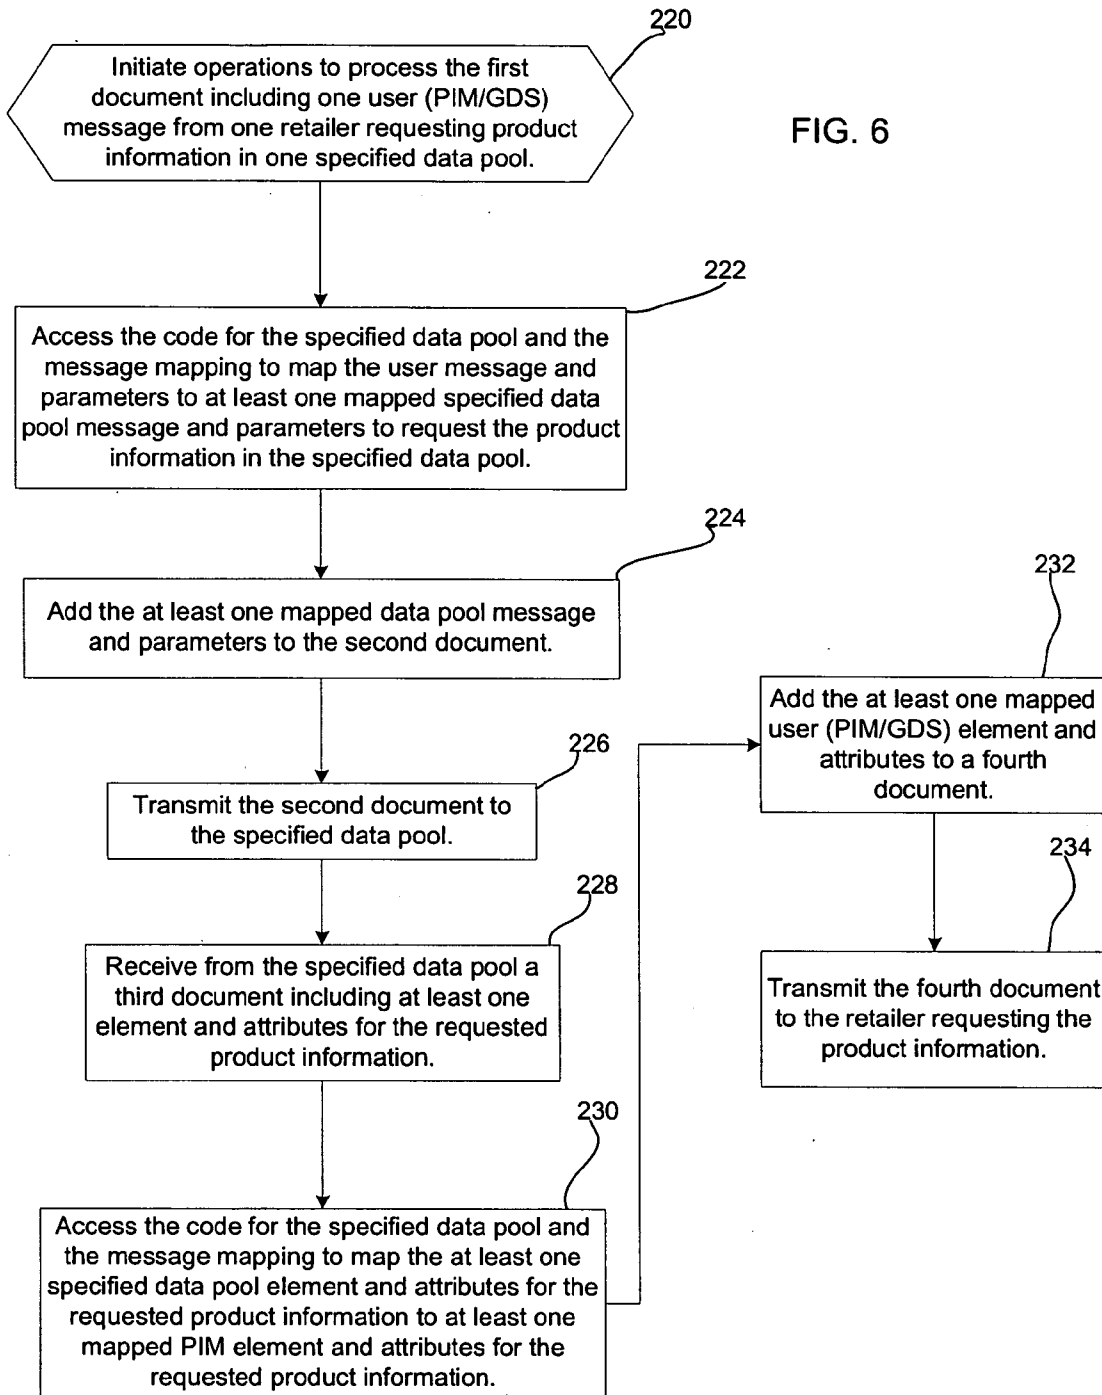 220
Initiate operations to process the first
document including one user (PIM/GDS)
message from one retailer requesting product
information in one specified data pool.
FIG. 6
222
Access the code for the specified data pool and the
message mapping to map the user message and
parameters to at least one mapped specified data
pool message and parameters to request the product
information in the specified data pool.
224
Add the at least one mapped data pool message
and parameters to the second document.
226
Transmit the second document to
the specified data pool.
228
Receive from the specified data pool a
third document including at least one
element and attributes for the requested
product information.
230
Access the code for the specified data pool and
the message mapping to map the at least one
specified data pool element and attributes for the
requested product information to at least one
mapped PIM element and attributes for the
requested product information.
232
Add the at least one mapped
user (PIM/GDS) element and
attributes to a fourth
document.
234
Transmit the fourth document
to the retailer requesting the
product information.